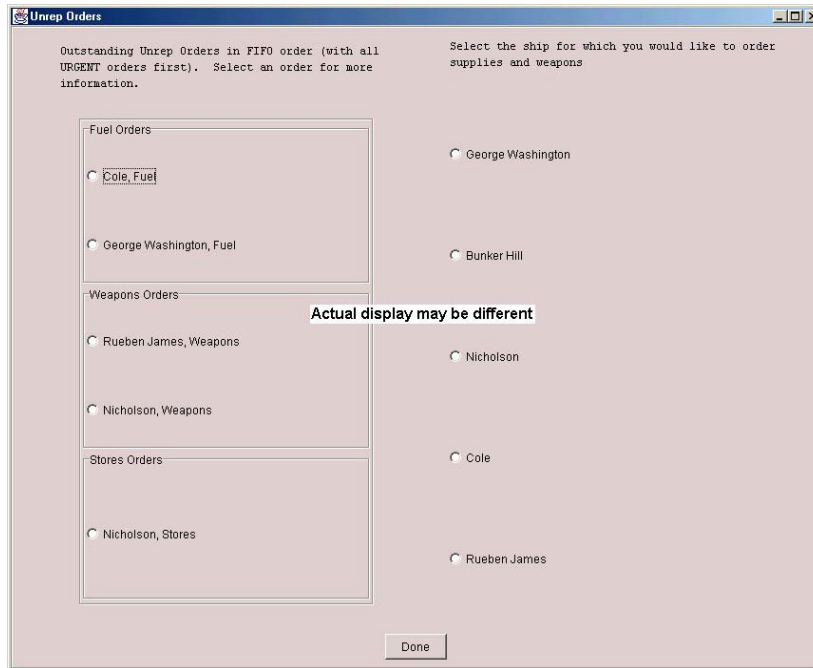 Unrep Orders
Outstanding Unrep Orders in FIFO order (with all
URGENT orders first). Select an order for more
information.
Select the ship for which you would like to order
supplies and weapons
Fuel Orders
Cole, Fuel
George Washington, Fuel
Weapons Orders
Rueben James, Weapons
Nicholson, Weapons
Stores Orders
Nicholson, Stores
George Washington
Bunker Hill
Actual display may be different
Nicholson
Cole
Rueben James
Done